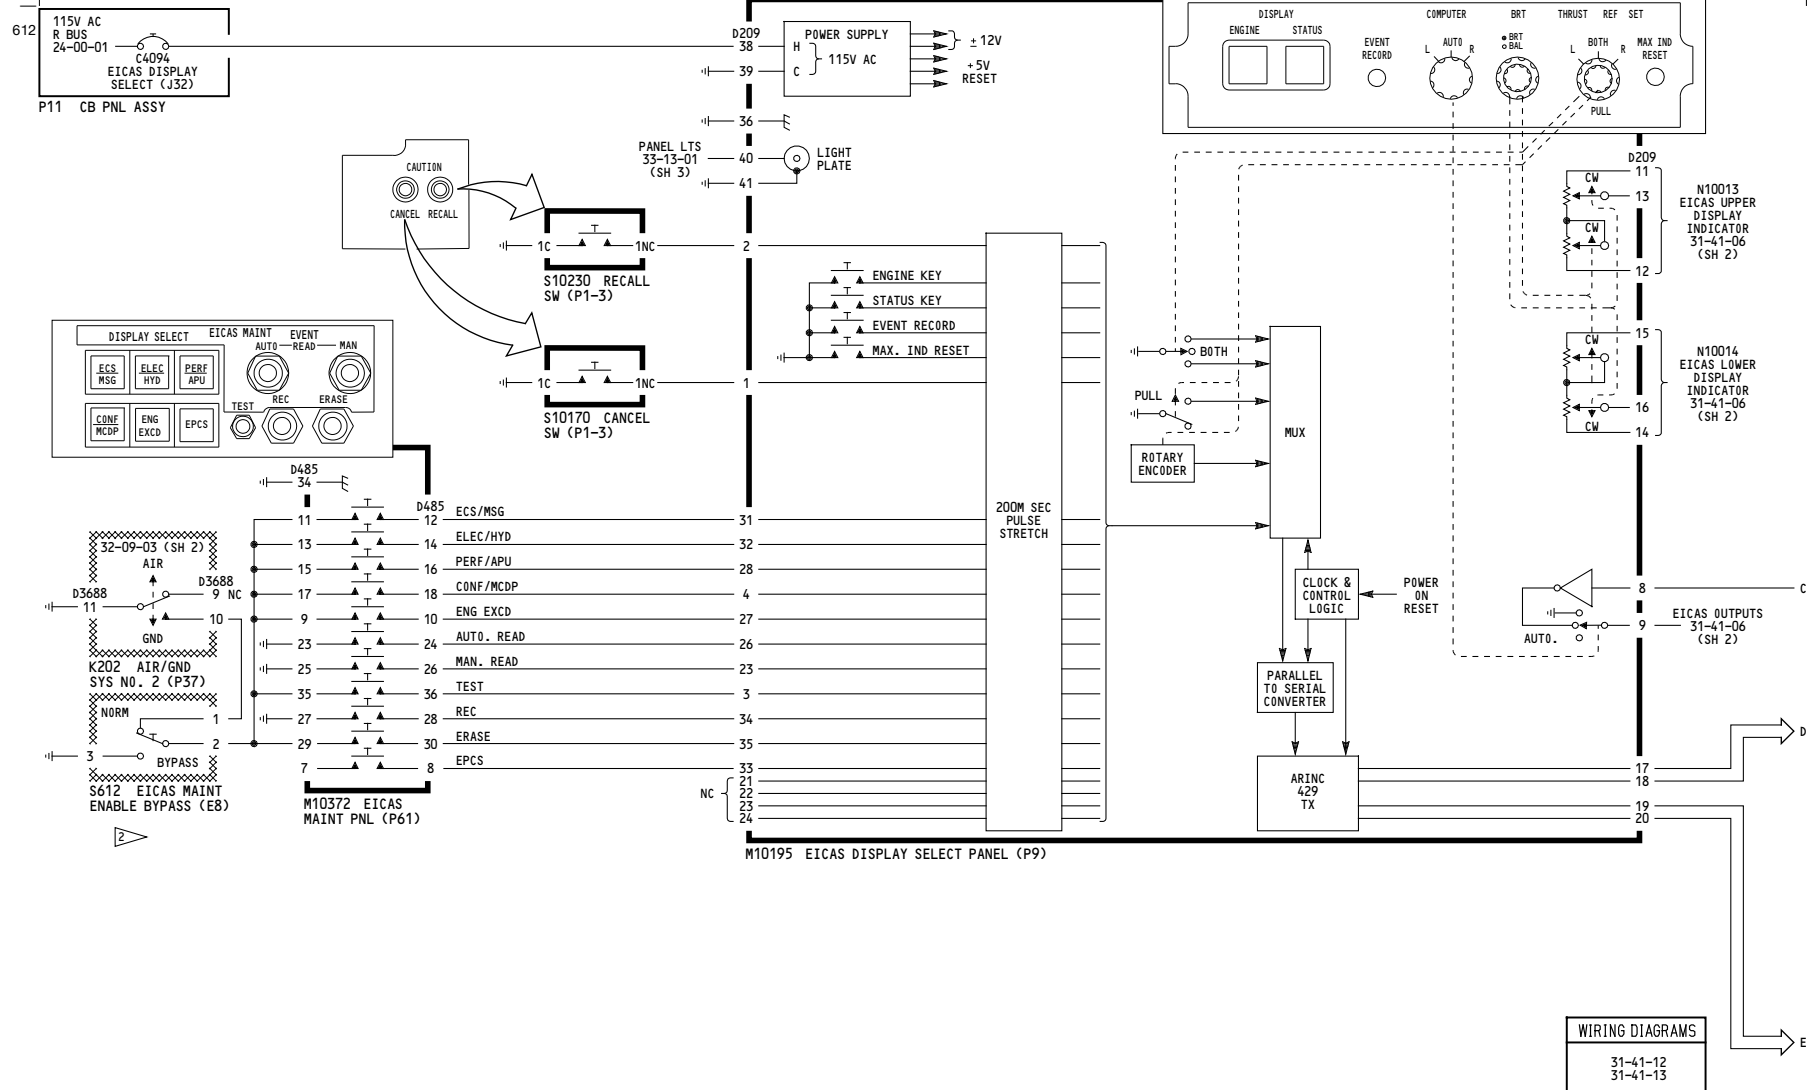 612
115V AC
R BUS
24-00-01
C4094
EICAS DISPLAY
SELECT (J32)
P11 CB PNL ASSY
D209
38
39
36
40
41
H
C
POWER SUPPLY
115V AC
± 12V
+5V
RESET
PANEL LTS
33-13-01
(SH 3)
LIGHT
PLATE
DISPLAY
ENGINE STATUS
EVENT
RECORD
COMPUTER
L AUTO R
BRT
BRT
BAL
THRUST REF SET
L BOTH R
PULL
MAX IND
RESET
CAUTION
CANCEL RECALL
1C 1NC
S10230 RECALL
SW (P1-3)
1C 1NC
S10170 CANCEL
SW (P1-3)
2
1
ENGINE KEY
STATUS KEY
EVENT RECORD
MAX. IND RESET
200M SEC
PULSE
STRETCH
BOTH
PULL
ROTARY
ENCODER
MUX
CLOCK &
CONTROL
LOGIC
POWER
ON
RESET
PARALLEL
TO SERIAL
CONVERTER
ARINC
429
TX
D209
11
CW
13
CW
12
N10013
EICAS UPPER
DISPLAY
INDICATOR
31-41-06
(SH 2)
15
CW
16
CW
14
N10014
EICAS LOWER
DISPLAY
INDICATOR
31-41-06
(SH 2)
8
C
9
AUTO.
EICAS OUTPUTS
31-41-06
(SH 2)
17
18
19
20
D
E
DISPLAY SELECT
EICAS MAINT
EVENT
AUTO READ MAN
ECS
MSG
ELEC
HYD
PERF
APU
CONF
MCDP
ENG
EXCD
EPCS
TEST
REC
ERASE
D485
34
D485
11 12 ECS/MSG 31
13 14 ELEC/HYD 32
15 16 PERF/APU 28
17 18 CONF/MCDP 4
9 10 ENG EXCD 27
23 24 AUTO. READ 26
25 26 MAN. READ 23
35 36 TEST 3
27 28 REC 34
29 30 ERASE 35
7 8 EPCS 33
NC
21
22
23
24
M10372 EICAS
MAINT PNL (P61)
M10195 EICAS DISPLAY SELECT PANEL (P9)
32-09-03 (SH 2)
AIR
D3688
11
D3688
9 NC
10
GND
K202 AIR/GND
SYS NO. 2 (P37)
NORM
1
2
3
BYPASS
S612 EICAS MAINT
ENABLE BYPASS (E8)
2
WIRING DIAGRAMS
31-41-12
31-41-13